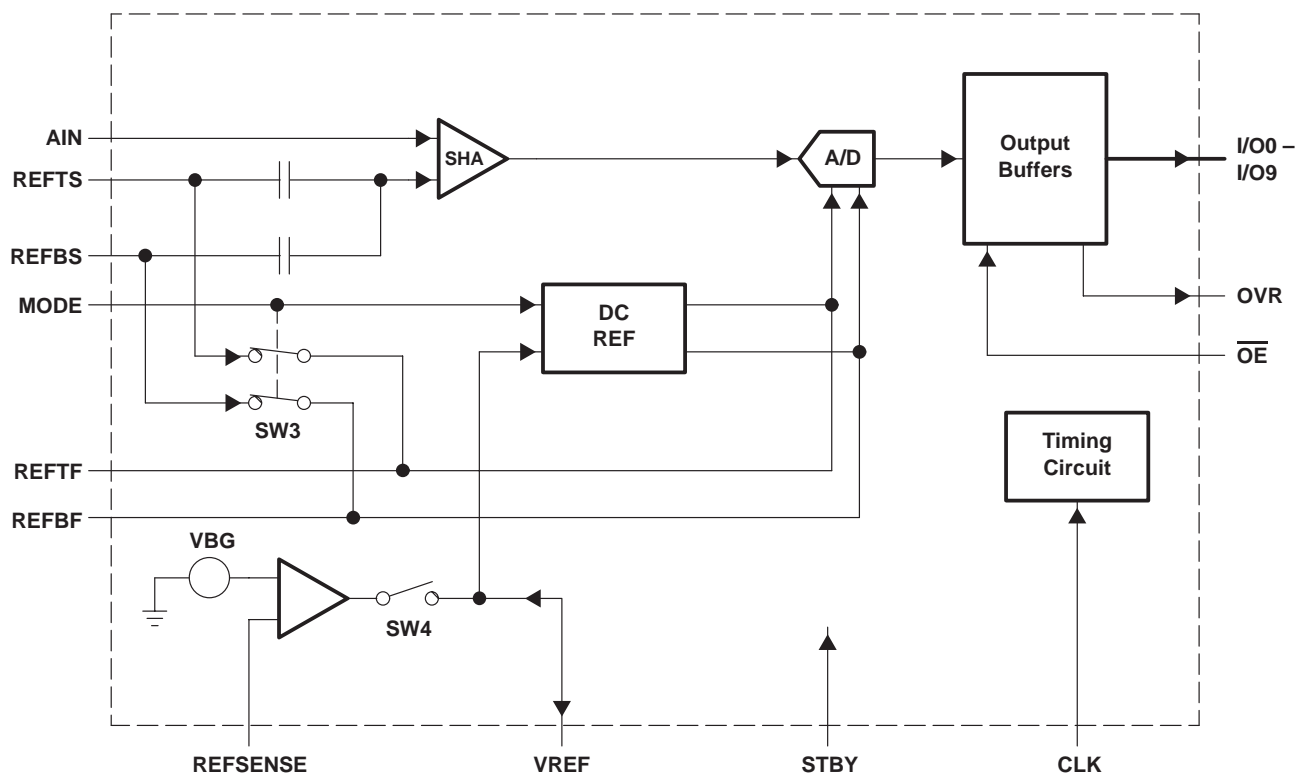 AIN
SHA
A/D
Output
Buffers
I/O0 –
I/O9
REFTS
REFBS
MODE
DC
REF
OVR
OE
SW3
Timing
Circuit
REFTF
REFBF
VBG
SW4
REFSENSE
VREF
STBY
CLK